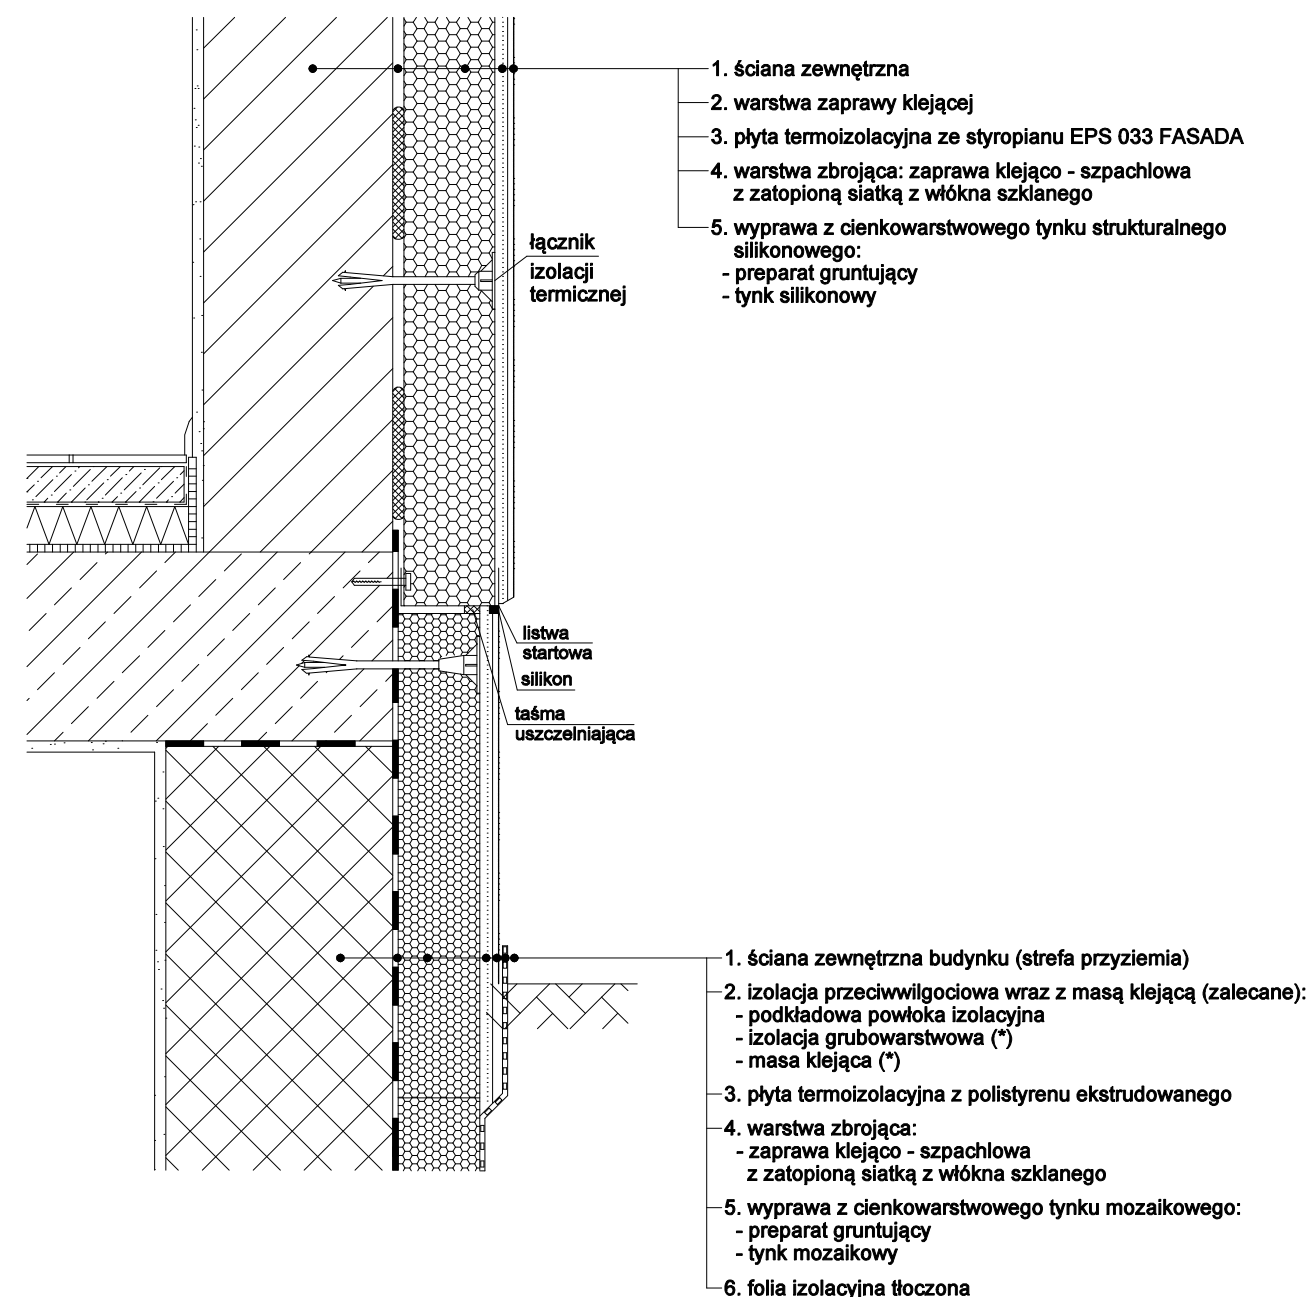 1. ściana zewnętrzna
2. warstwa zaprawy klejącej
3. płyta termoizolacyjna ze styropianu EPS 033 FASADA
4. warstwa zbrojąca: zaprawa klejąco - szpachlowa
z zatopioną siatką z włókna szklanego
5. wyprawa z cienkowarstwowego tynku strukturalnego
silikonowego:
- preparat gruntujący
- tynk silikonowy
łącznik
izolacji
termicznej
listwa
startowa
silikon
taśma
uszczelniająca
1. ściana zewnętrzna budynku (strefa przyziemia)
2. izolacja przeciwwilgociowa wraz z masą klejącą (zalecane):
- podkładowa powłoka izolacyjna
- izolacja grubowarstwowa (*)
- masa klejąca (*)
3. płyta termoizolacyjna z polistyrenu ekstrudowanego
4. warstwa zbrojąca:
- zaprawa klejąco - szpachlowa
z zatopioną siatką z włókna szklanego
5. wyprawa z cienkowarstwowego tynku mozaikowego:
- preparat gruntujący
- tynk mozaikowy
6. folia izolacyjna tłoczona